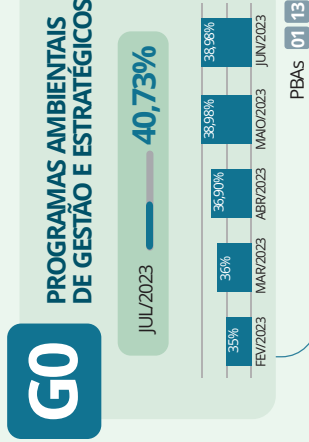 G0
PROGRAMAS AMBIENTAIS
DE GESTÃO E ESTRATÉGICOS
JUL/2023
40,73%
35%
36%
36,90%
38,98%
38,98%
FEV/2023
MAR/2023
ABR/2023
MAIO/2023
JUN/2023
PBAs 01 13